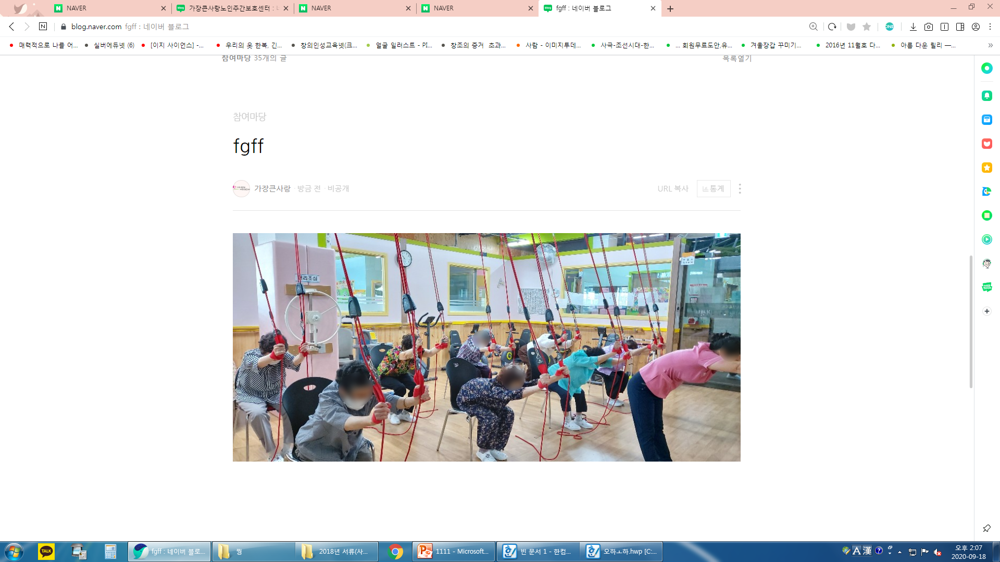 NAVER
가장큰사랑노인주간보호센터 : 너
NAVER
NAVER
fgff : 네이버 블로그
blog.naver.com fgff : 네이버 블로그
매력적으로 나를 어...
실버에듀넷 (6)
[이지 사이언스] -...
우리의 옷 한복, 긴...
창의인성교육넷(크...
얼굴 일러스트 - PI...
창조의 증거 초과...
사람 - 이미지투데...
사극-조선시대-한...
... 회원무료도안,유...
겨울장갑 꾸미기...
2016년 11월호 다...
아름 다운 릴리 —...
참여마당 35개의 글
목록열기
참여마당
fgff
가장큰사랑 · 방금 전 · 비공개
URL 복사
통계
머리조심
TALK
fgff : 네이버 블로...
꿩
2018년 서류(사...
1111 - Microsoft...
빈 문서 1 - 한컴...
오하ㅗ하.hwp [C:...
A 漢
오후 2:07
2020-09-18